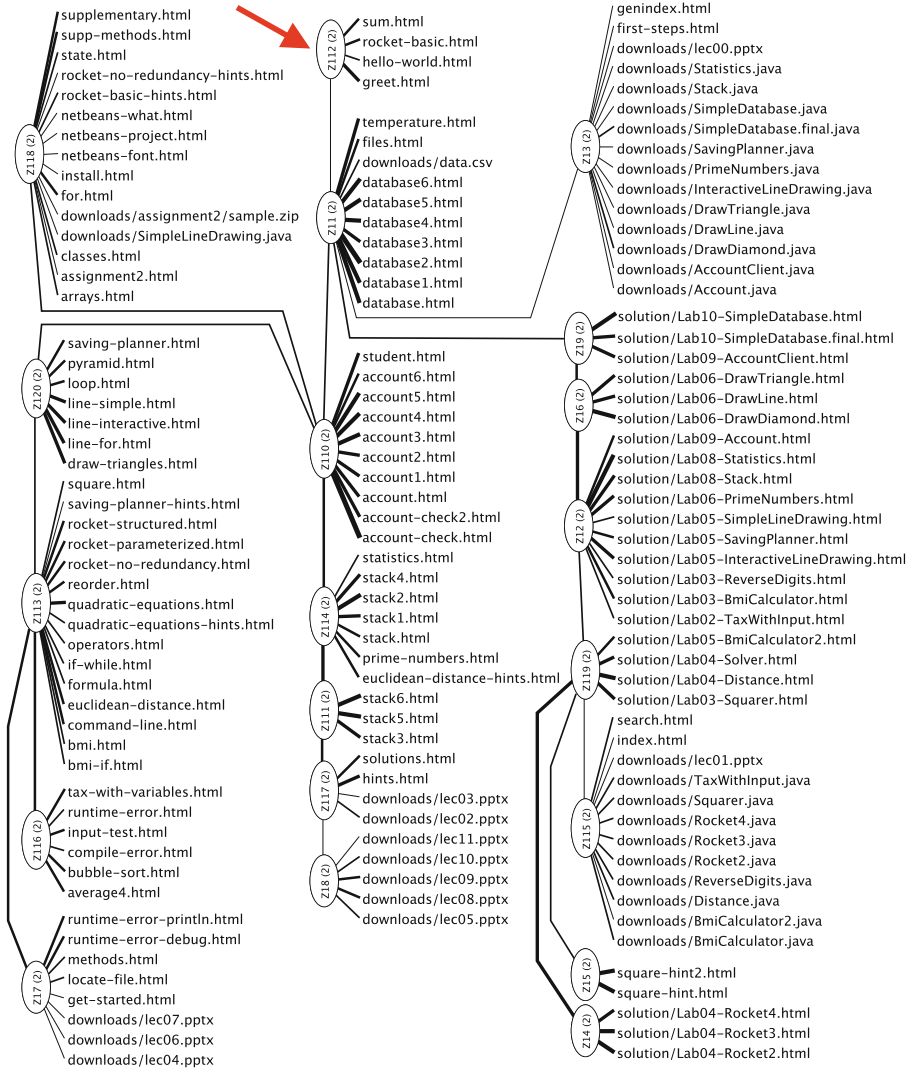 supplementary.html
supp-methods.html
state.html
rocket-no-redundancy-hints.html
rocket-basic-hints.html
netbeans-what.html
netbeans-project.html
netbeans-font.html
install.html
for.html
downloads/assignment2/sample.zip
downloads/SimpleLineDrawing.java
classes.html
assignment2.html
arrays.html
Z118 (2)
saving-planner.html
pyramid.html
loop.html
line-simple.html
line-interactive.html
line-for.html
draw-triangles.html
Z120 (2)
square.html
saving-planner-hints.html
rocket-structured.html
rocket-parameterized.html
rocket-no-redundancy.html
reorder.html
quadratic-equations.html
quadratic-equations-hints.html
operators.html
if-while.html
formula.html
euclidean-distance.html
command-line.html
bmi.html
bmi-if.html
Z113 (2)
tax-with-variables.html
runtime-error.html
input-test.html
compile-error.html
bubble-sort.html
average4.html
Z116 (2)
runtime-error-println.html
runtime-error-debug.html
methods.html
locate-file.html
get-started.html
downloads/lec07.pptx
downloads/lec06.pptx
downloads/lec04.pptx
Z17 (2)
sum.html
rocket-basic.html
hello-world.html
greet.html
Z112 (2)
temperature.html
files.html
downloads/data.csv
database6.html
database5.html
database4.html
database3.html
database2.html
database1.html
database.html
Z11 (2)
student.html
account6.html
account5.html
account4.html
account3.html
account2.html
account1.html
account.html
account-check2.html
account-check.html
Z110 (2)
statistics.html
stack4.html
stack2.html
stack1.html
stack.html
prime-numbers.html
euclidean-distance-hints.html
Z114 (2)
stack6.html
stack5.html
stack3.html
Z111 (2)
solutions.html
hints.html
downloads/lec03.pptx
downloads/lec02.pptx
Z117 (2)
downloads/lec11.pptx
downloads/lec10.pptx
downloads/lec09.pptx
downloads/lec08.pptx
downloads/lec05.pptx
Z18 (2)
genindex.html
first-steps.html
downloads/lec00.pptx
downloads/Statistics.java
downloads/Stack.java
downloads/SimpleDatabase.java
downloads/SimpleDatabase.final.java
downloads/SavingPlanner.java
downloads/PrimeNumbers.java
downloads/InteractiveLineDrawing.java
downloads/DrawTriangle.java
downloads/DrawLine.java
downloads/DrawDiamond.java
downloads/AccountClient.java
downloads/Account.java
Z13 (2)
solution/Lab10-SimpleDatabase.html
solution/Lab10-SimpleDatabase.final.html
solution/Lab09-AccountClient.html
Z19 (2)
solution/Lab06-DrawTriangle.html
solution/Lab06-DrawLine.html
solution/Lab06-DrawDiamond.html
Z16 (2)
solution/Lab09-Account.html
solution/Lab08-Statistics.html
solution/Lab08-Stack.html
solution/Lab06-PrimeNumbers.html
solution/Lab05-SimpleLineDrawing.html
solution/Lab05-SavingPlanner.html
solution/Lab05-InteractiveLineDrawing.html
solution/Lab03-ReverseDigits.html
solution/Lab03-BmiCalculator.html
solution/Lab02-TaxWithInput.html
Z12 (2)
solution/Lab05-BmiCalculator2.html
solution/Lab04-Solver.html
solution/Lab04-Distance.html
solution/Lab03-Squarer.html
Z119 (2)
search.html
index.html
downloads/lec01.pptx
downloads/TaxWithInput.java
downloads/Squarer.java
downloads/Rocket4.java
downloads/Rocket3.java
downloads/Rocket2.java
downloads/ReverseDigits.java
downloads/Distance.java
downloads/BmiCalculator2.java
downloads/BmiCalculator.java
Z115 (2)
square-hint2.html
square-hint.html
Z15 (2)
solution/Lab04-Rocket4.html
solution/Lab04-Rocket3.html
solution/Lab04-Rocket2.html
Z14 (2)